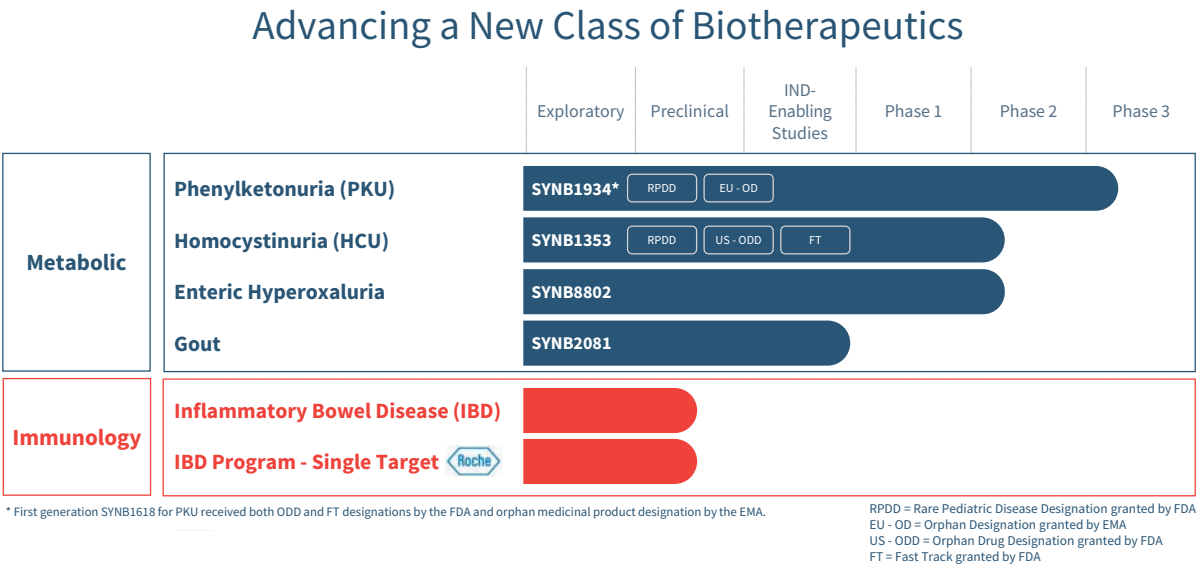 Advancing a New Class of Biotherapeutics
Exploratory
Preclinical
IND-
Enabling
Studies
Phase 1
Phase 2
Phase 3
Metabolic
Phenylketonuria (PKU)
SYNB1934*
RPDD
EU - OD
Homocystinuria (HCU)
SYNB1353
RPDD
US - ODD
FT
Enteric Hyperoxaluria
SYNB8802
Gout
SYNB2081
Immunology
Inflammatory Bowel Disease (IBD)
IBD Program - Single Target
Roche
* First generation SYNB1618 for PKU received both ODD and FT designations by the FDA and orphan medicinal product designation by the EMA.
RPDD = Rare Pediatric Disease Designation granted by FDA
EU - OD = Orphan Designation granted by EMA
US - ODD = Orphan Drug Designation granted by FDA
FT = Fast Track granted by FDA